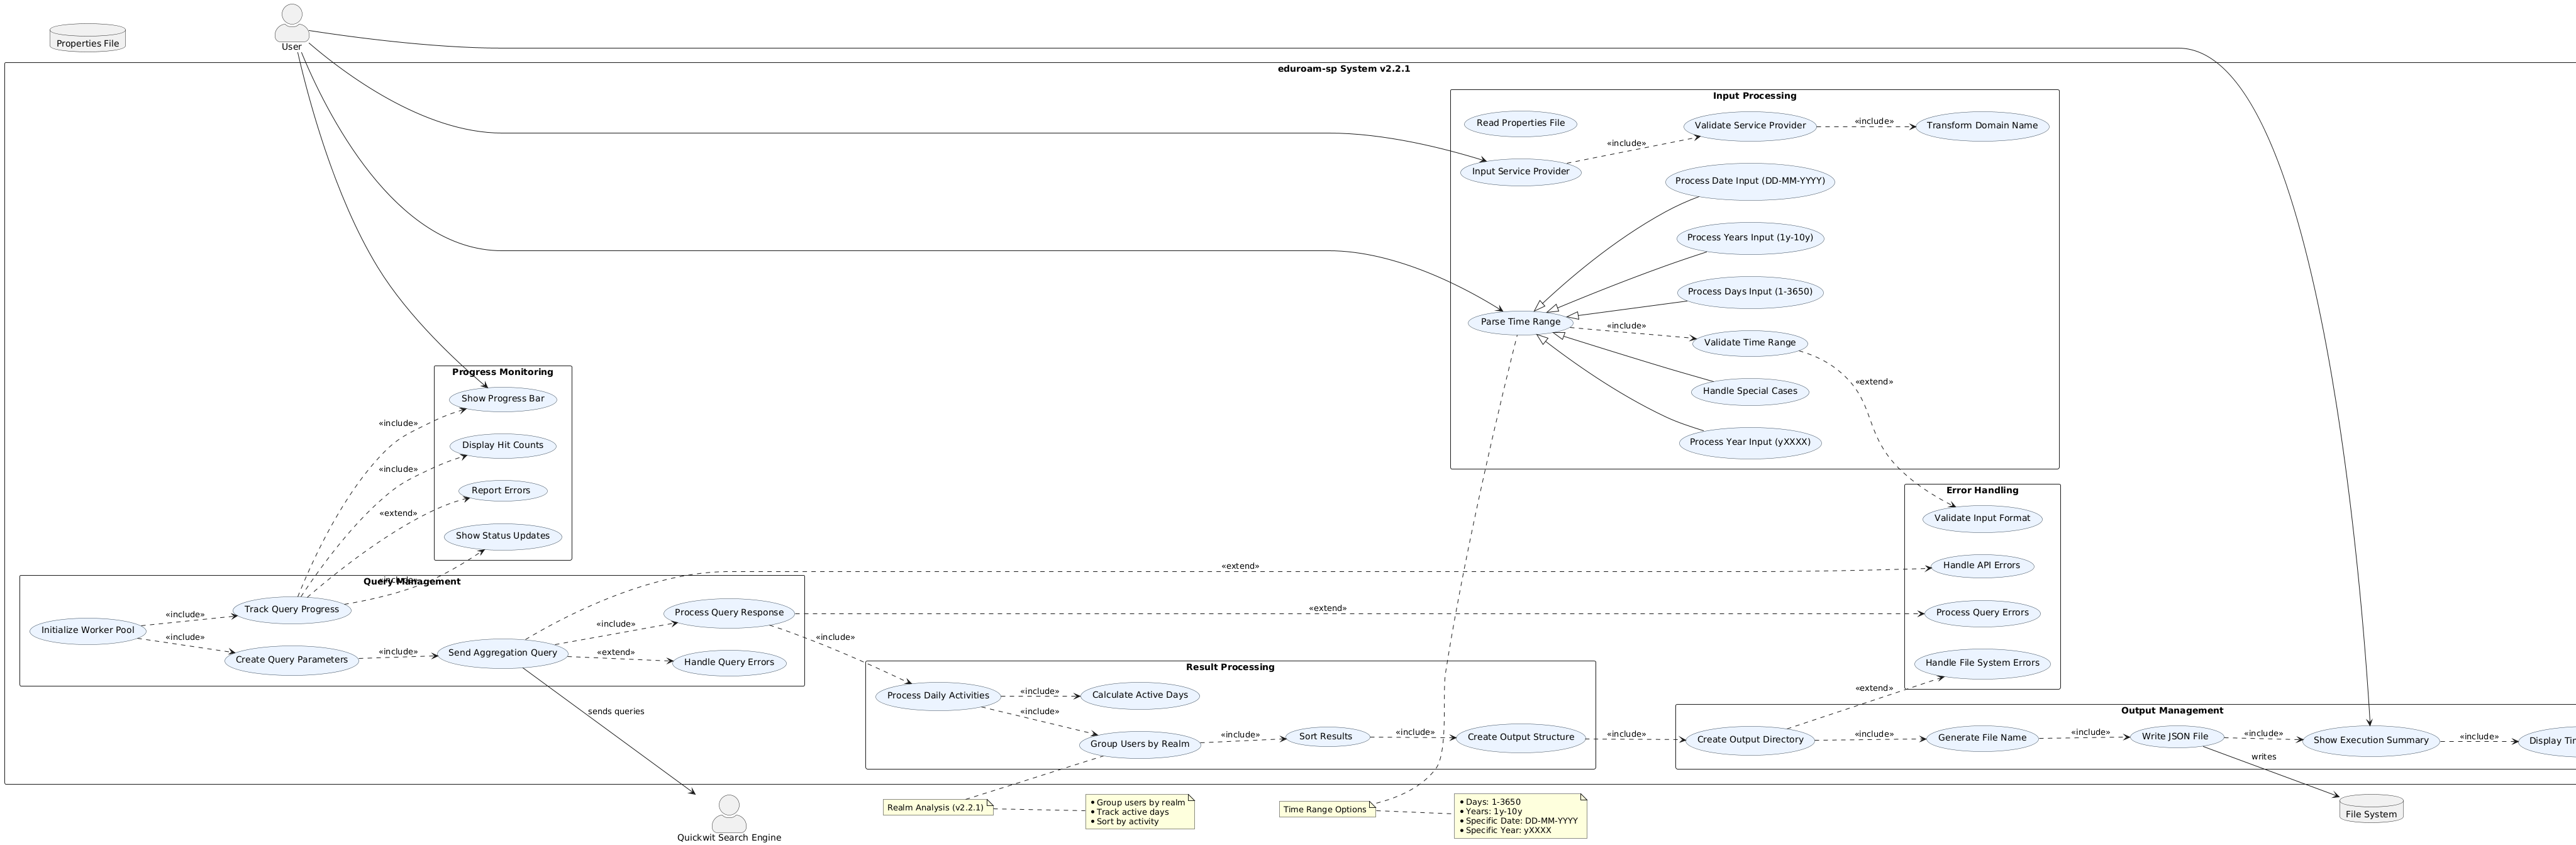 Properties File
User
eduroam-sp System v2.2.1
Input Processing
Read Properties File
Input Service Provider
«include»
Validate Service Provider
«include»
Transform Domain Name
Process Date Input (DD-MM-YYYY)
Process Years Input (1y-10y)
Process Days Input (1-3650)
Parse Time Range
«include»
Validate Time Range
Handle Special Cases
Process Year Input (yXXXX)
«extend»
Progress Monitoring
Show Progress Bar
Display Hit Counts
Report Errors
Show Status Updates
«include»
«include»
«extend»
«include»
Error Handling
Validate Input Format
Handle API Errors
Process Query Errors
Handle File System Errors
«extend»
«extend»
«extend»
Query Management
Initialize Worker Pool
«include»
«include»
Track Query Progress
Create Query Parameters
«include»
Send Aggregation Query
«include»
«extend»
Process Query Response
Handle Query Errors
«include»
sends queries
Result Processing
Process Daily Activities
«include»
«include»
Calculate Active Days
Group Users by Realm
«include»
Sort Results
«include»
Create Output Structure
«include»
Output Management
Create Output Directory
«include»
Generate File Name
«include»
Write JSON File
«include»
Show Execution Summary
«include»
writes
Quickwit Search Engine
Realm Analysis (v2.2.1)
• Group users by realm
• Track active days
• Sort by activity
Time Range Options
• Days: 1-3650
• Years: 1y-10y
• Specific Date: DD-MM-YYYY
• Specific Year: yXXXX
File System
Display